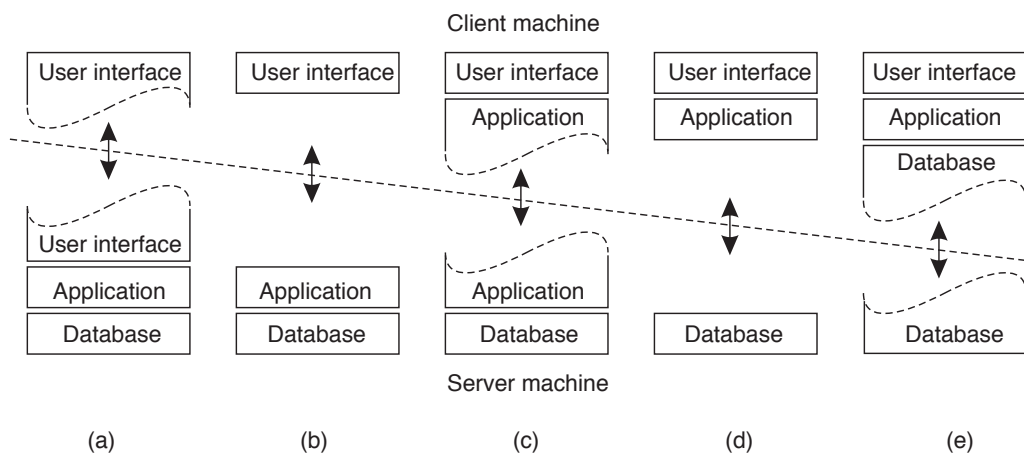 Client machine
User interface User interface User interface User interface User interface
Application Application Application
Database
User interface
Application Application Application
Database Database Database Database Database
Server machine
(a) (b) (c) (d) (e)